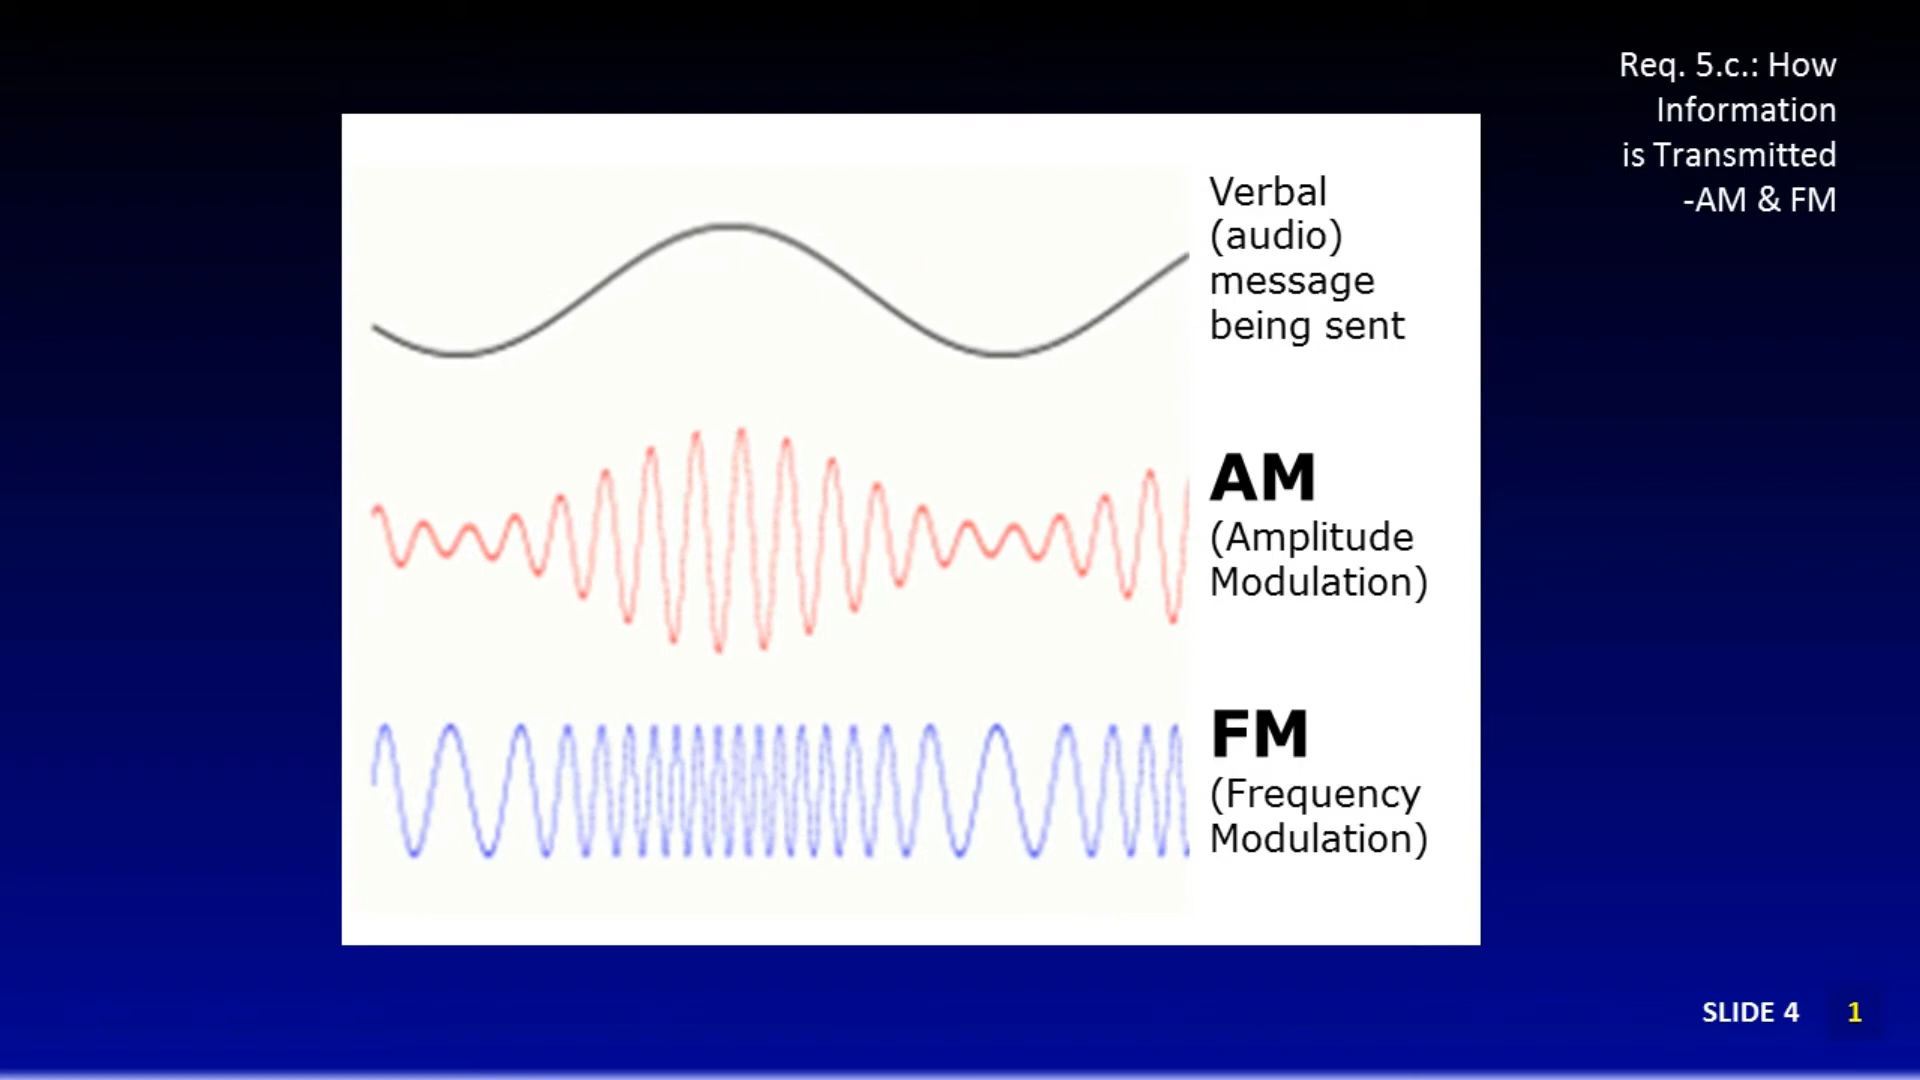 Req. 5.c.: How
Information
is Transmitted
-AM & FM
Verbal
(audio)
message
being sent
AM
(Amplitude
Modulation)
FM
(Frequency
Modulation)
SLIDE 4 1